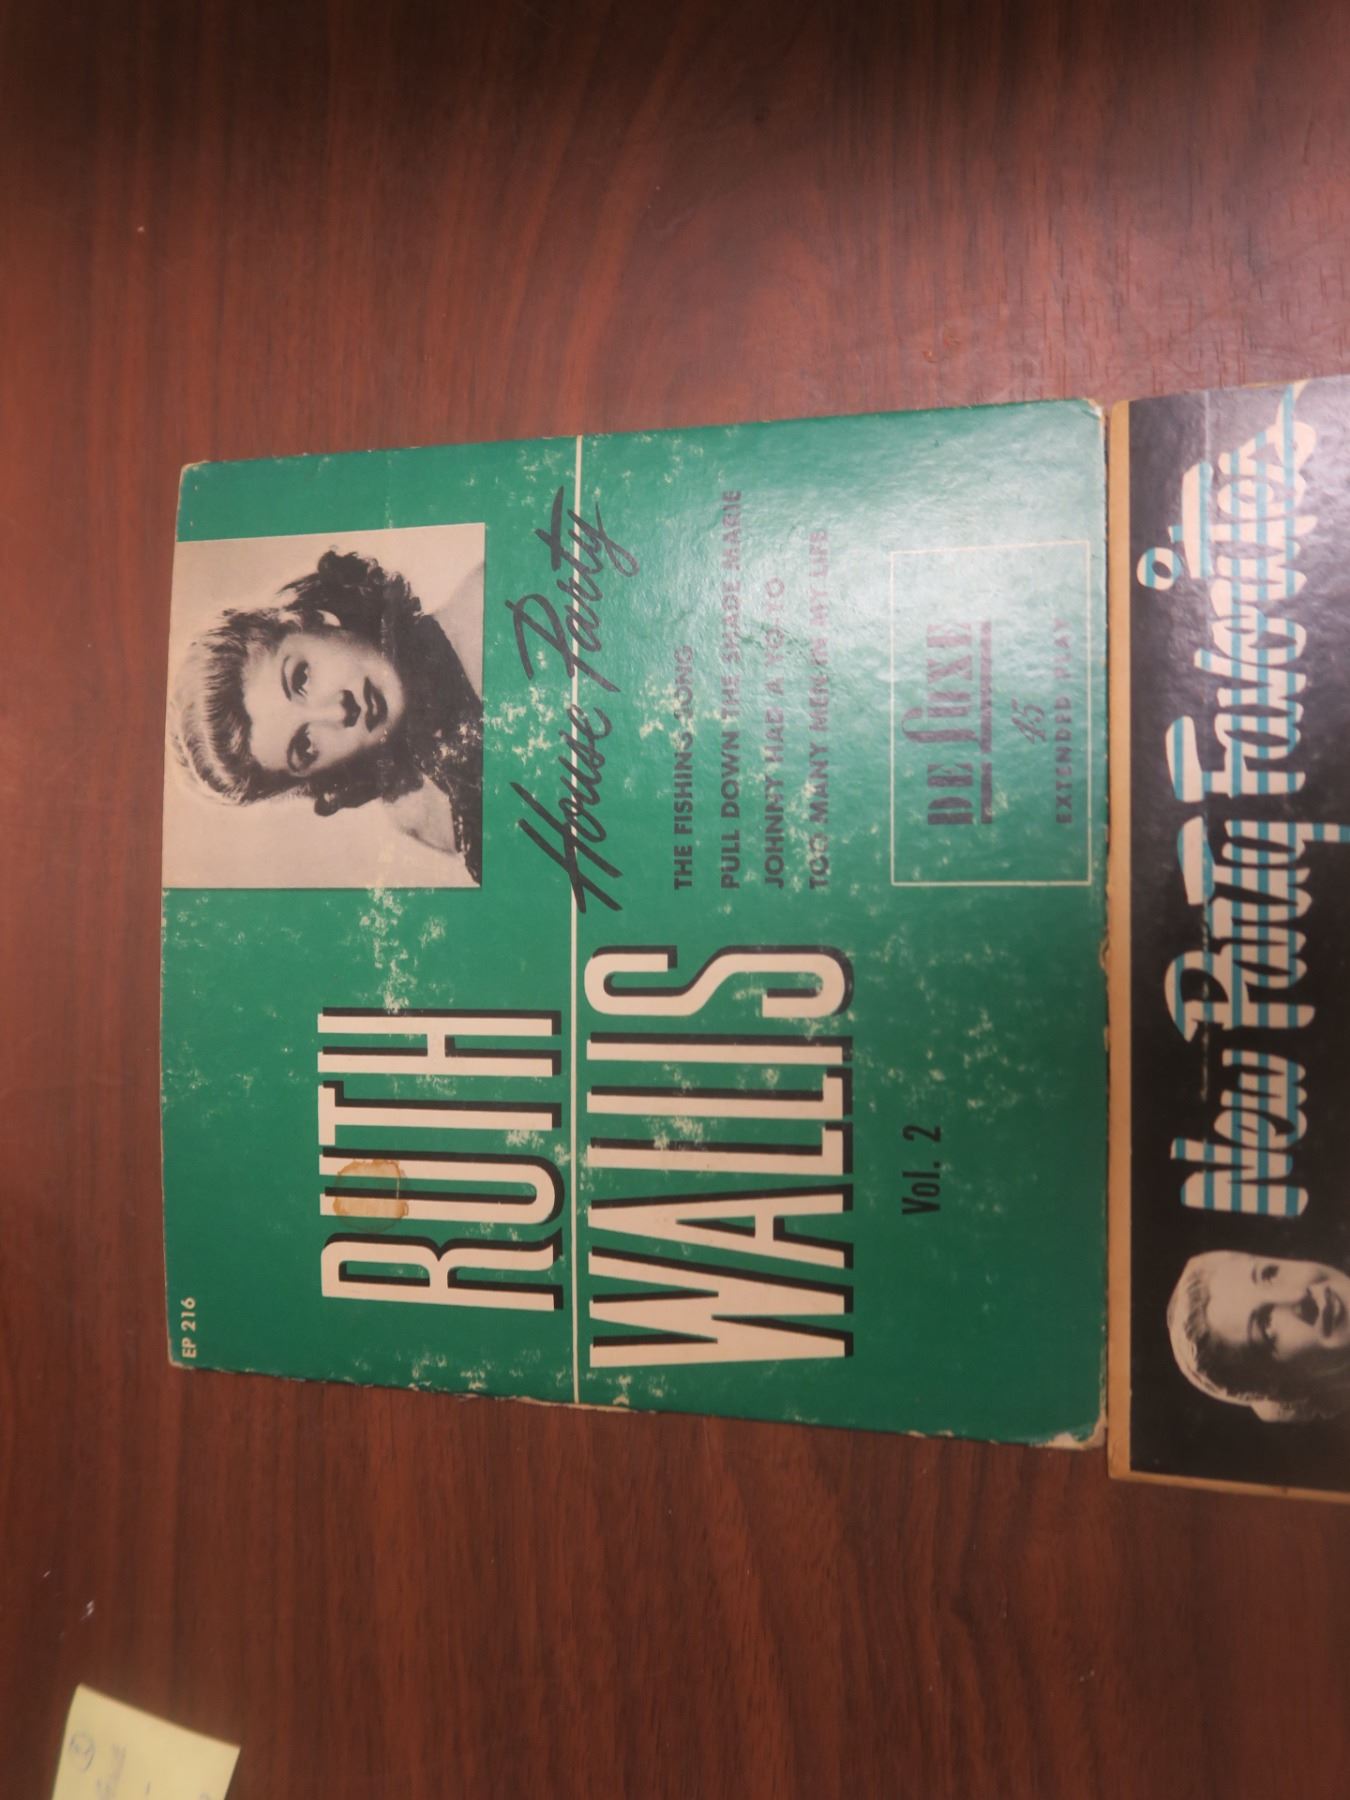 EP 216
RUTH
WALLIS
House Party
THE FISHING SONG
PULL DOWN THE SHADE MARIE
JOHNNY HAD A YO-YO
TOO MANY MEN IN MY LIFE
Vol. 2
DE LUXE
45
EXTENDED PLAY
New Party Favorites